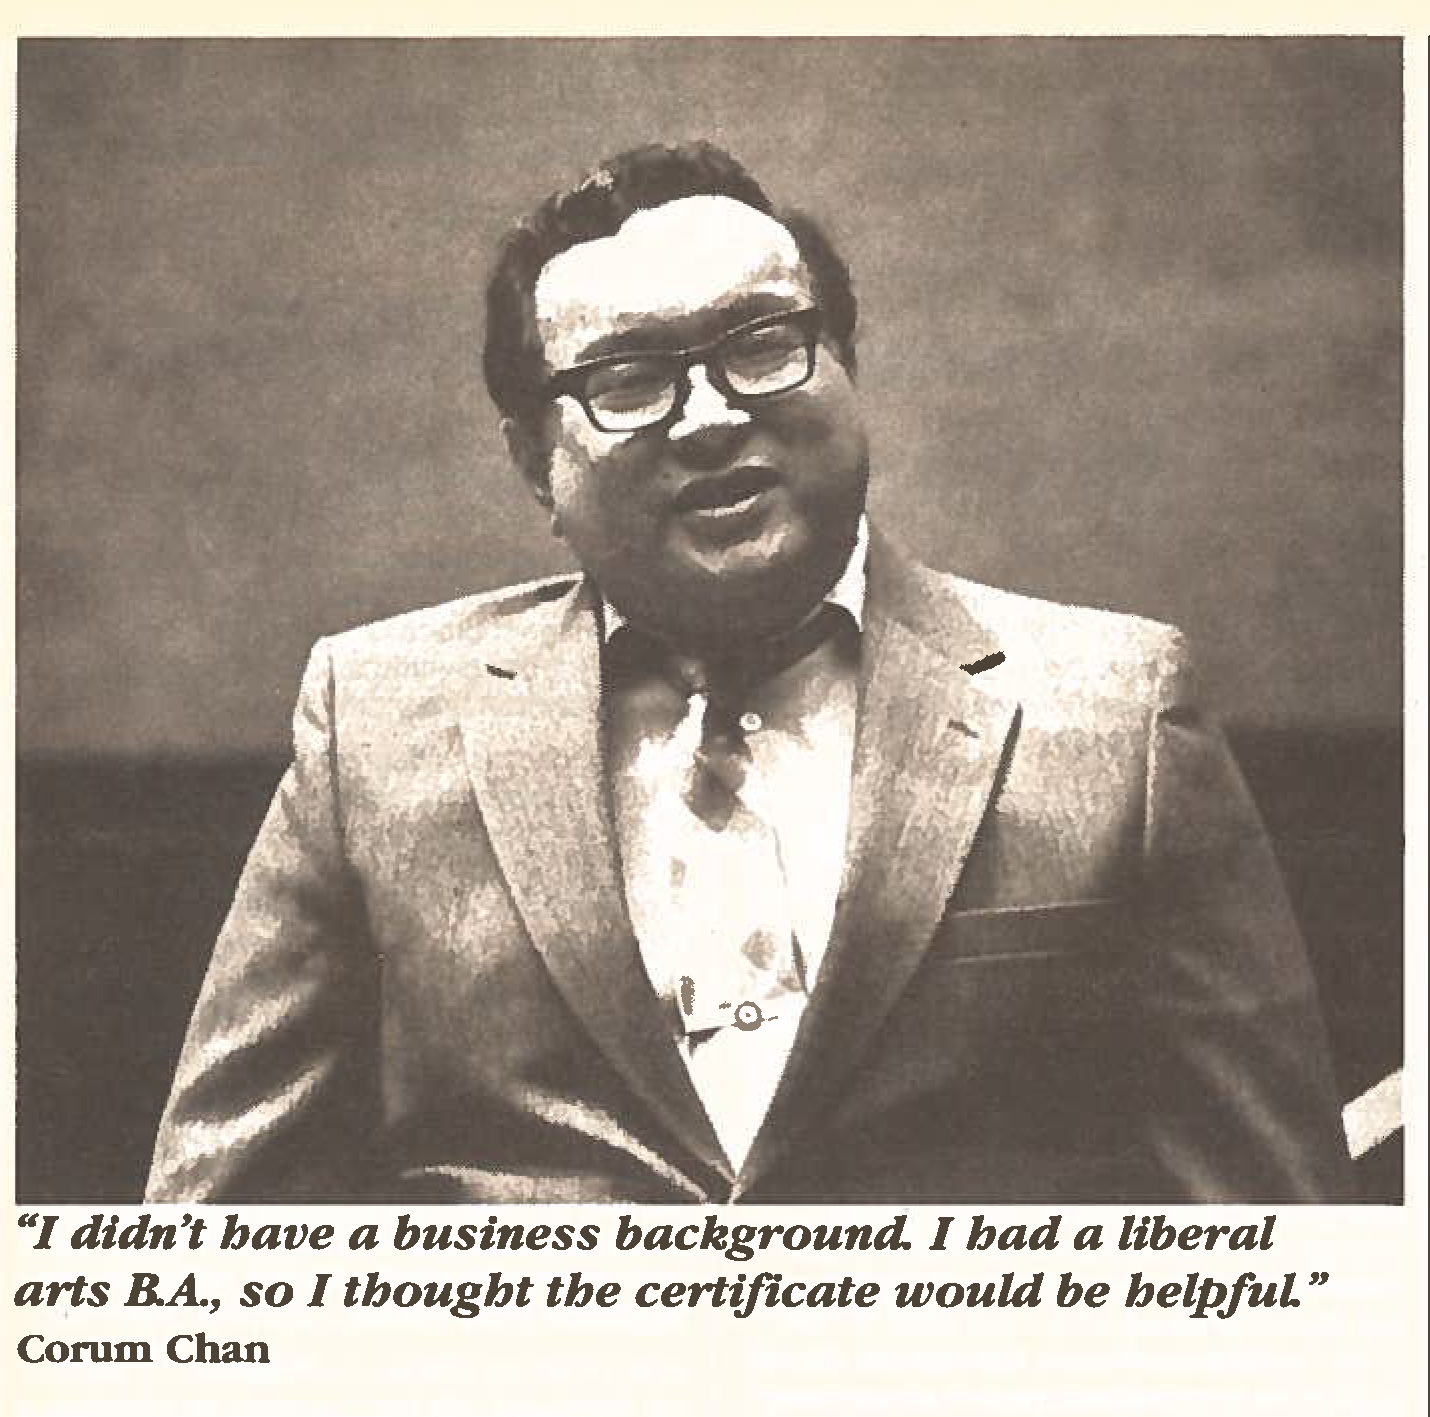 “I didn’t have a business background. I had a liberal
arts B.A., so I thought the certificate would be helpful.”
Corum Chan